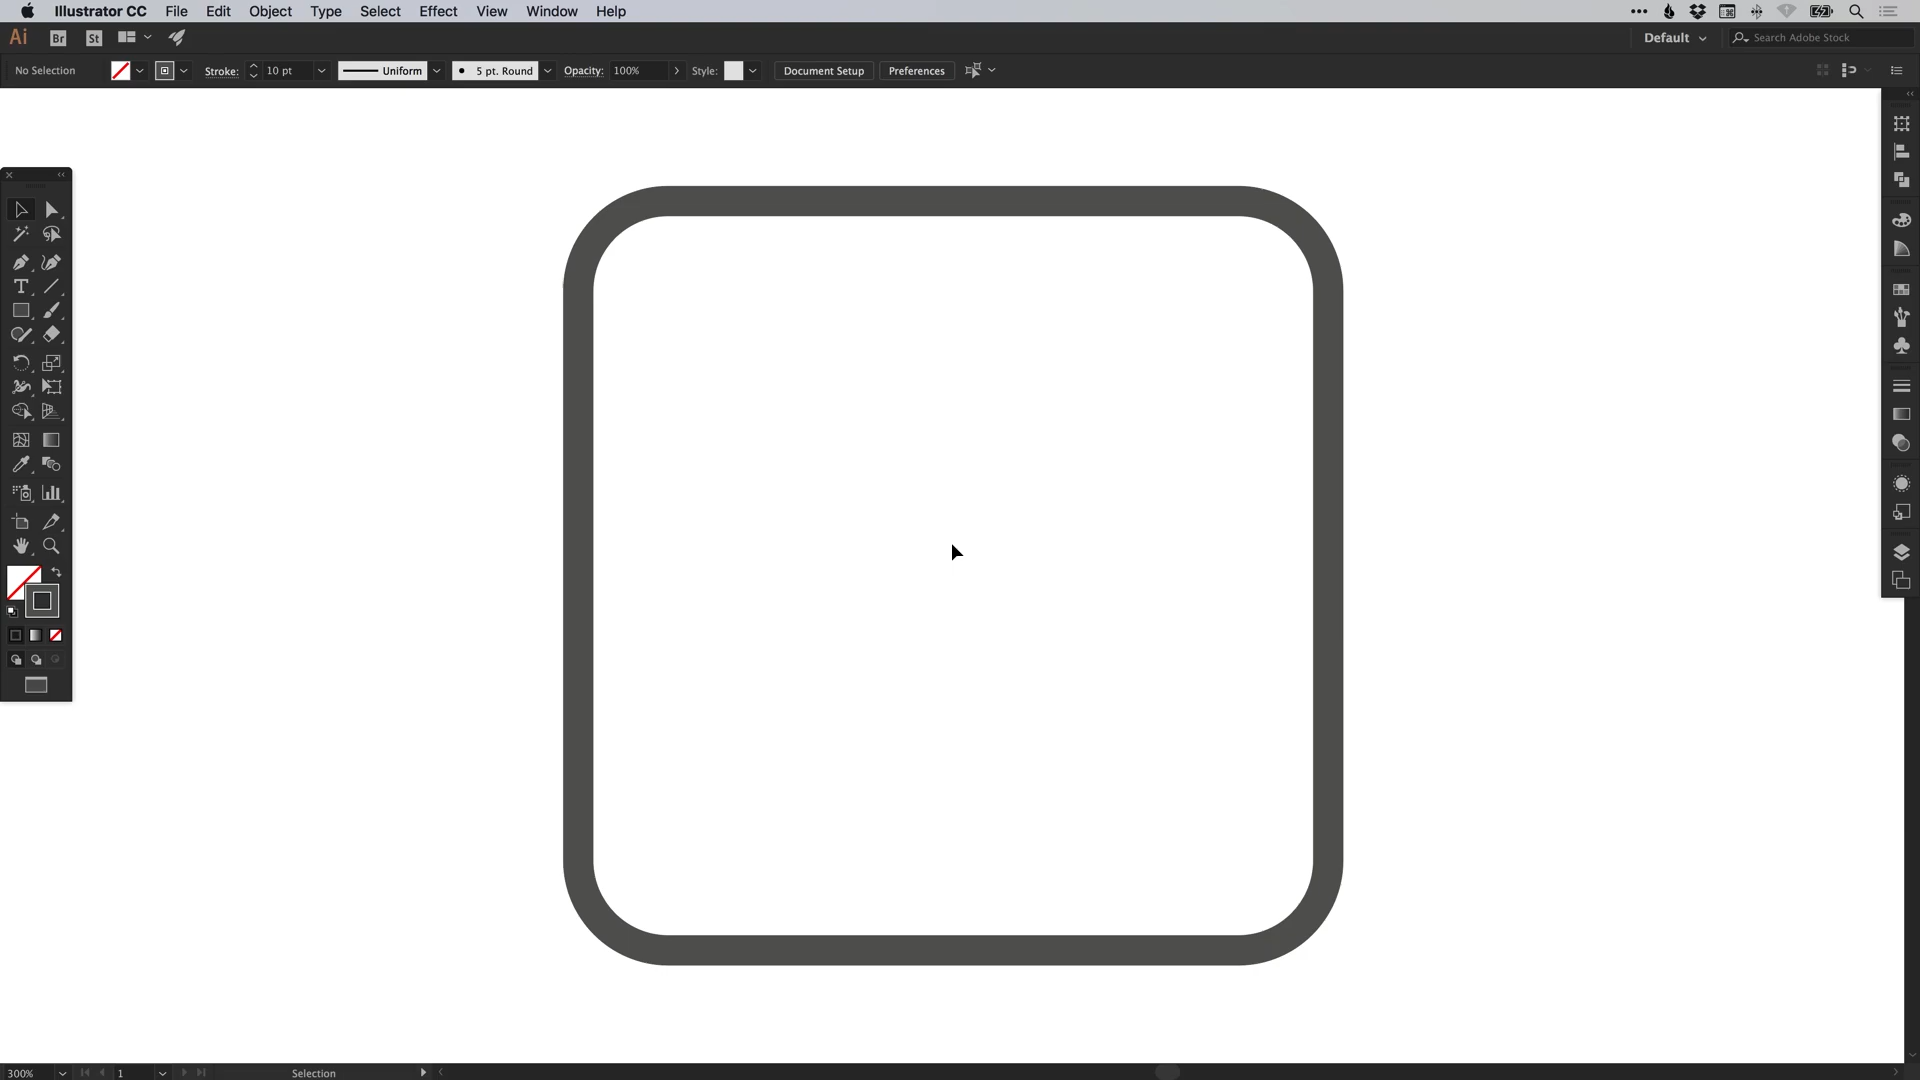 Illustrator CC File Edit Object Type Select Effect View Window Help
Ai Br St Default Search Adobe Stock
No Selection Stroke: 10 pt Uniform 5 pt. Round Opacity: 100% Style: Document Setup Preferences
300% 1 Selection